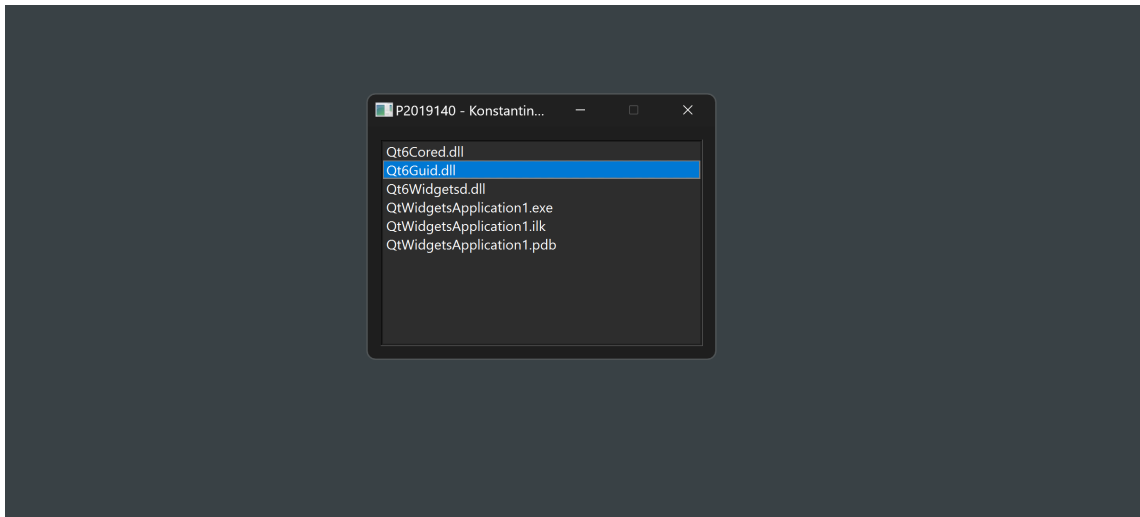 P2019140 - Konstantin...
Qt6Cored.dll
Qt6Guid.dll
Qt6Widgetsd.dll
QtWidgetsApplication1.exe
QtWidgetsApplication1.ilk
QtWidgetsApplication1.pdb